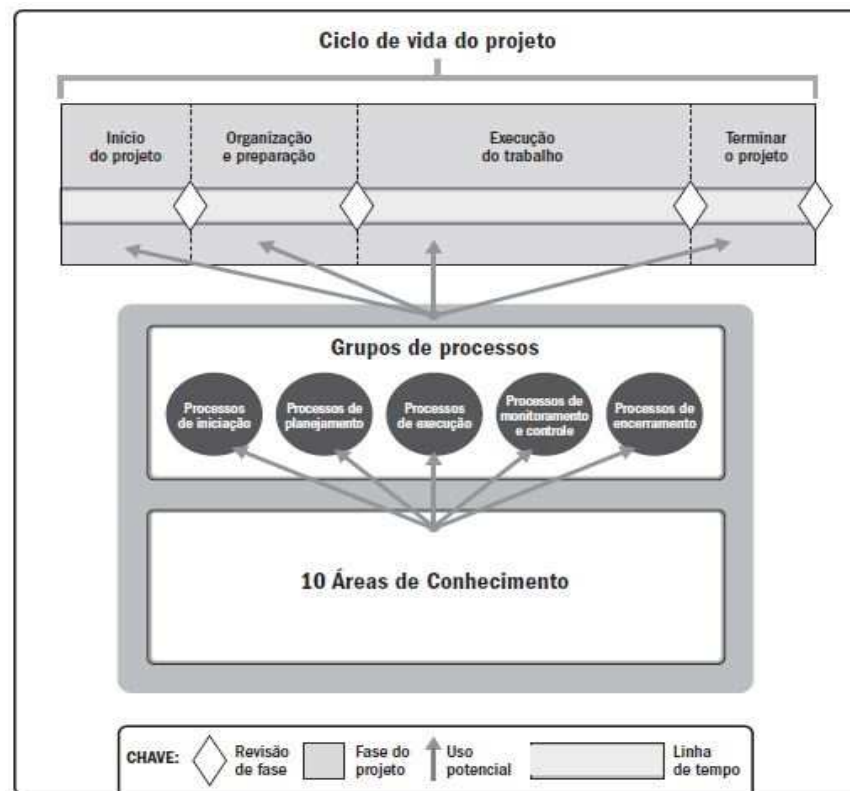 Ciclo de vida do projeto
Início
do projeto
Organização
e preparação
Execução
do trabalho
Terminar
o projeto
Grupos de processos
Processos
de iniciação
Processos de
planejamento
Processos
de execução
Processos de
monitoramento
e controle
Processos de
encerramento
10 Áreas de Conhecimento
CHAVE:
Revisão
de fase
Fase do
projeto
Uso
potencial
Linha
de tempo